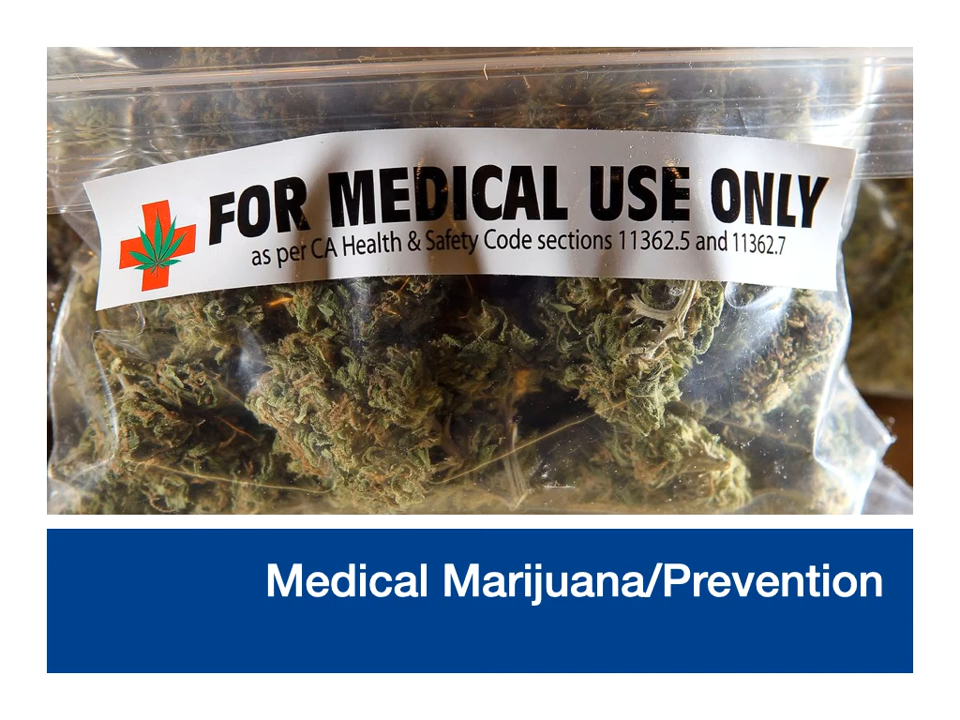 FOR MEDICAL USE ONLY
as per CA Health & Safety Code sections 11362.5 and 11362.7
Medical Marijuana/Prevention